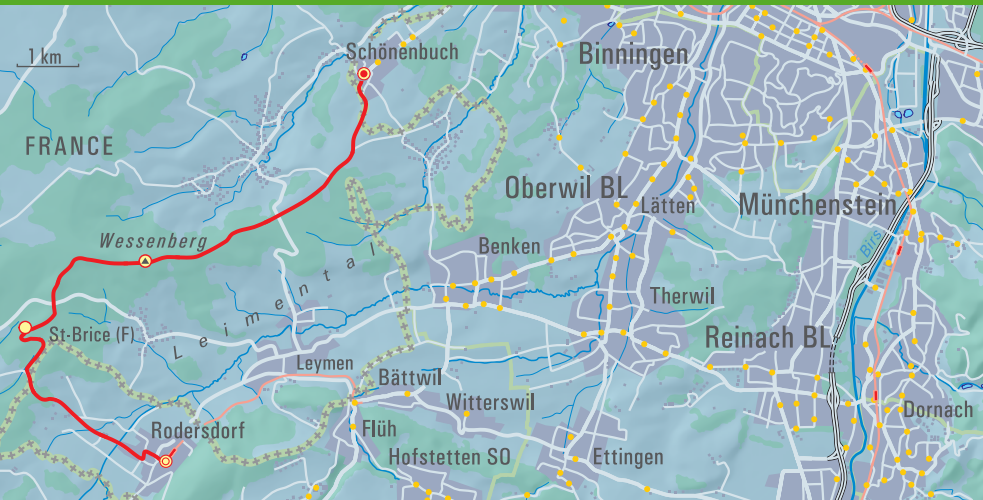 Schönenbuch
Binningen
1 km
FRANCE
Oberwil BL
Lätten
Münchenstein
Wessenberg
Benken
Birs
Leimental
Therwil
St-Brice (F)
Reinach BL
Leymen
Bättwil
Witterswil
Dornach
Rodersdorf
Flüh
Hofstetten SO
Ettingen